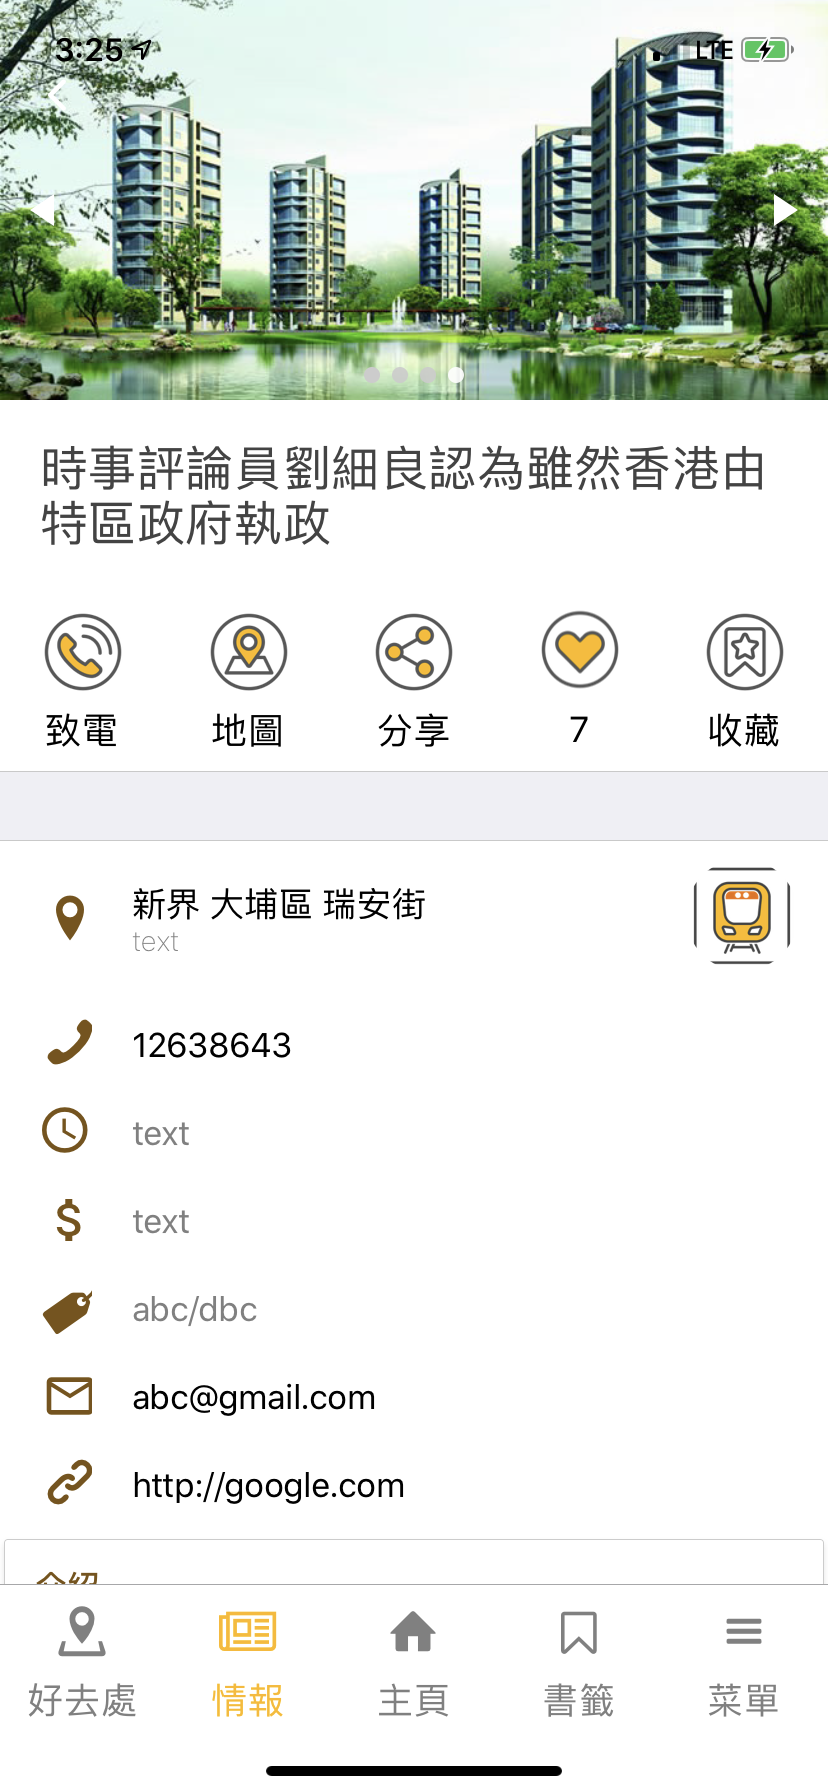 3:25 LTE
時事評論員劉細良認為雖然香港由
特區政府執政
致電 地圖 分享 7 收藏
新界 大埔區 瑞安街
text
12638643
text
text
abc/dbc
abc@gmail.com
http://google.com
介紹
好去處 情報 主頁 書籤 菜單